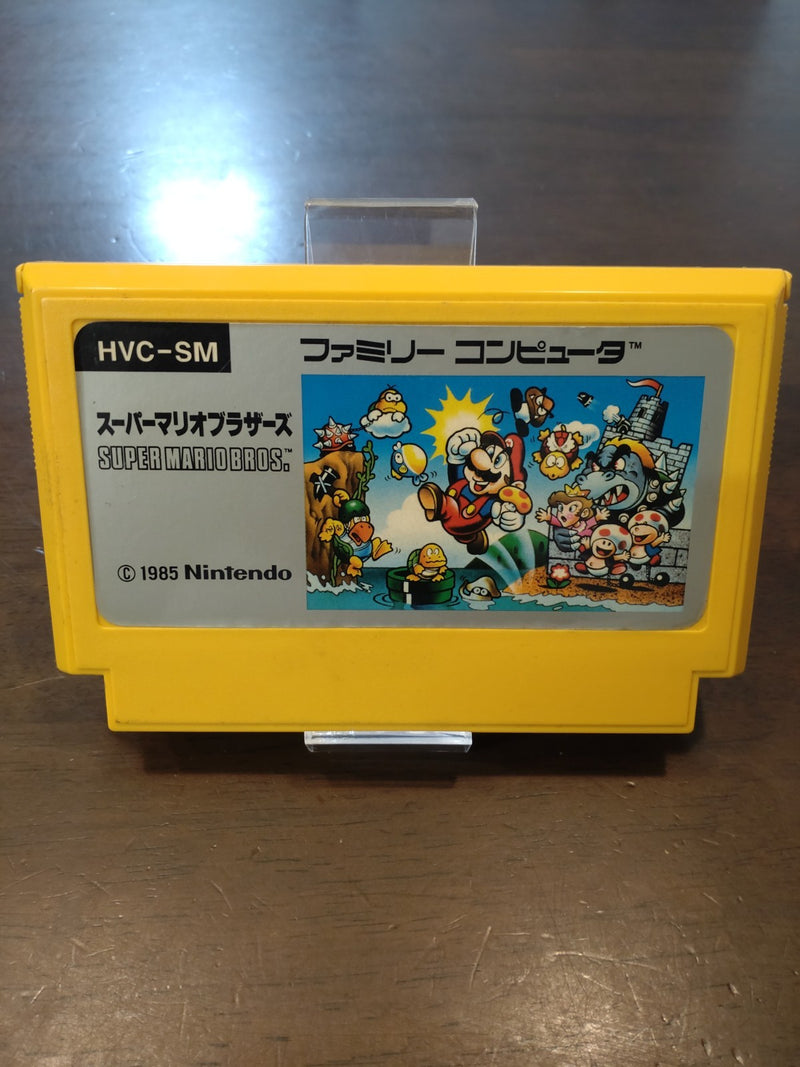 HVC-SM
ファミリー コンピュータ™
スーパーマリオブラザーズ
SUPER MARIO BROS.™
© 1985 Nintendo